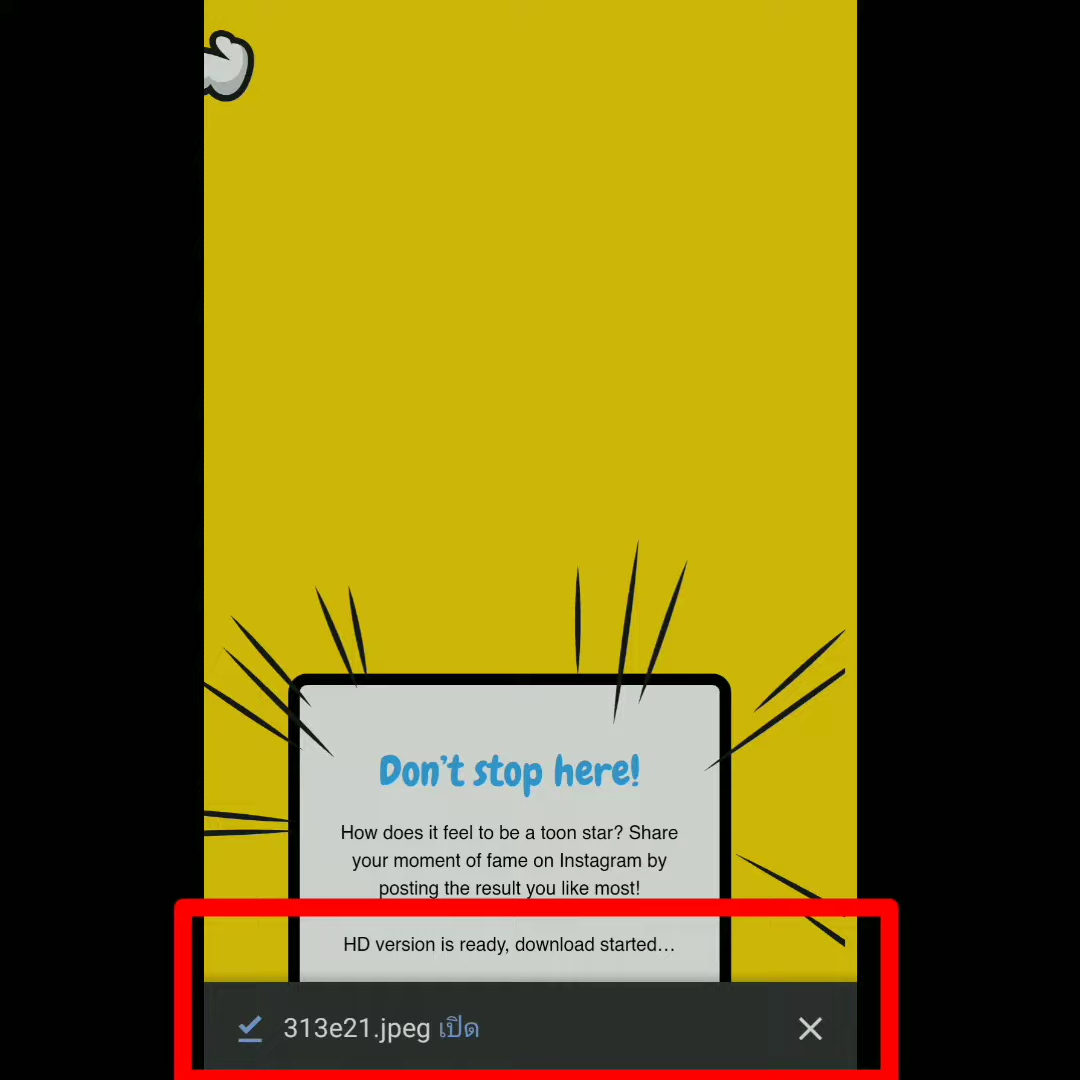 Don't stop here!
How does it feel to be a toon star? Share
your moment of fame on Instagram by
posting the result you like most!
HD version is ready, download started...
313e21.jpeg เปิด